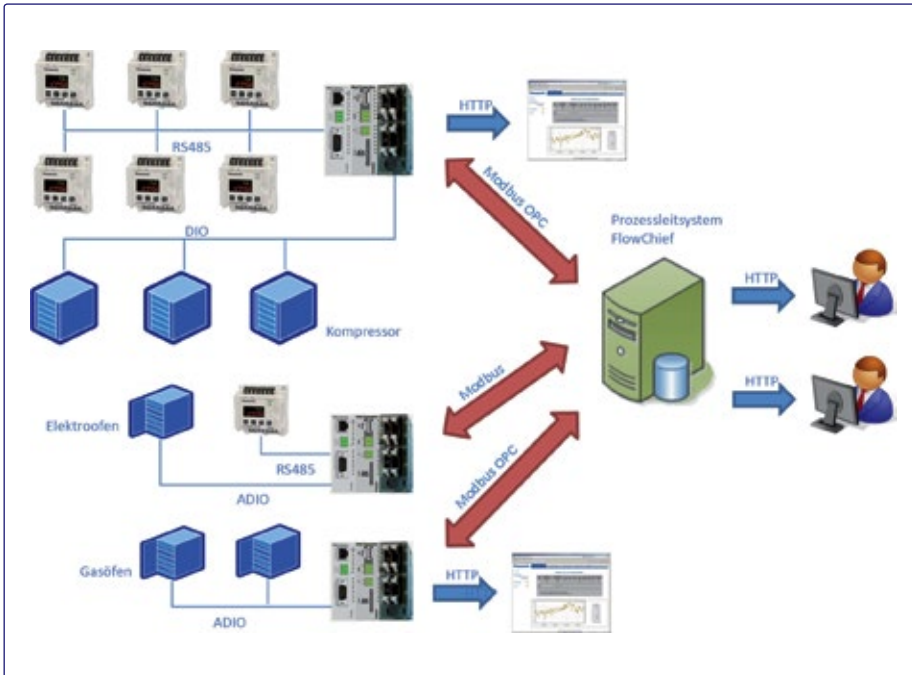 HTTP
RS485
Modbus OPC
DIO
Prozessleitsystem
FlowChief
HTTP
Kompressor
Modbus
HTTP
Elektroofen
RS485
ADIO
Modbus OPC
Gasöfen
HTTP
ADIO